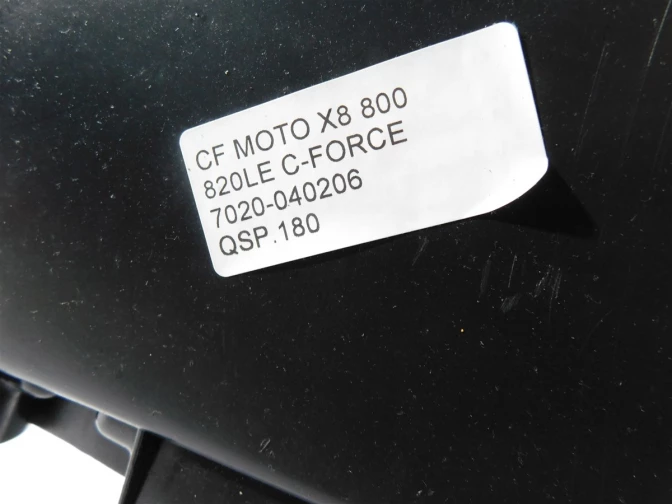 CF MOTO X8 800
820LE C-FORCE
7020-040206
QSP.180